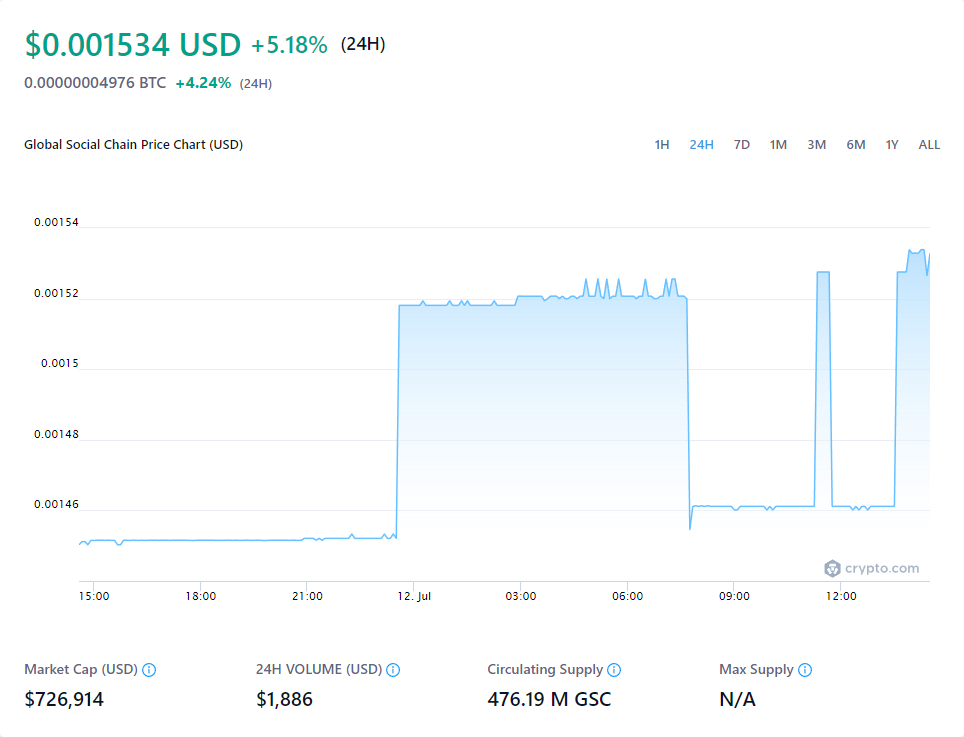 $0.001534 USD +5.18% (24H)
0.00000004976 BTC +4.24% (24H)
Global Social Chain Price Chart (USD) 1H 24H 7D 1M 3M 6M 1Y ALL
0.00154
0.00152
0.0015
0.00148
0.00146
crypto.com
15:00 18:00 21:00 12. Jul 03:00 06:00 09:00 12:00
Market Cap (USD) 24H VOLUME (USD) Circulating Supply Max Supply
$726,914 $1,886 476.19 M GSC N/A